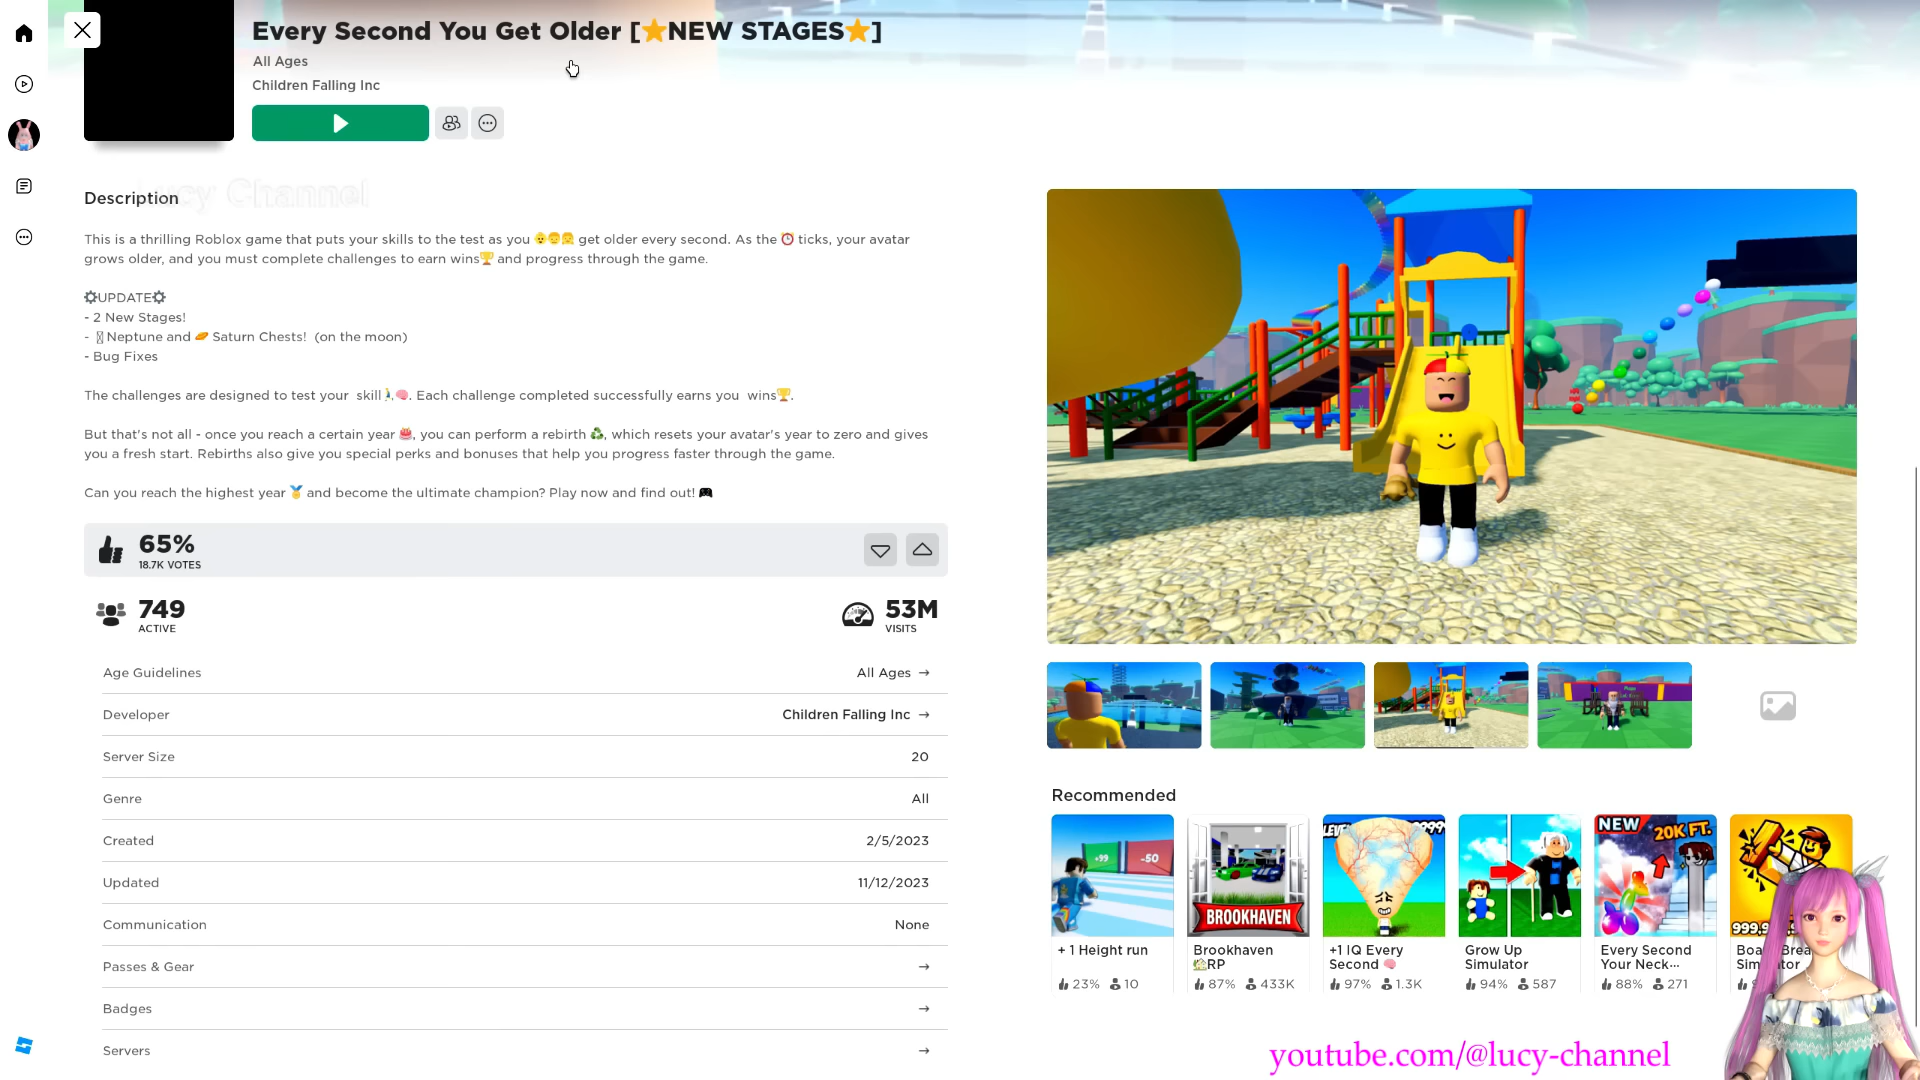 Every Second You Get Older [⭐NEW STAGES⭐]
All Ages
Children Falling Inc
Lucy Channel
Description
This is a thrilling Roblox game that puts your skills to the test as you 👶👨👴 get older every second. As the ⏰ ticks, your avatar
grows older, and you must complete challenges to earn wins🏆 and progress through the game.
⚙UPDATE⚙
- 2 New Stages!
- Neptune and 🪐 Saturn Chests!  (on the moon)
- Bug Fixes
The challenges are designed to test your  skill🏃🧠. Each challenge completed successfully earns you  wins🏆.
But that's not all - once you reach a certain year 🎂, you can perform a rebirth ♻, which resets your avatar's year to zero and gives
you a fresh start. Rebirths also give you special perks and bonuses that help you progress faster through the game.
Can you reach the highest year 🏅 and become the ultimate champion? Play now and find out! 🎮
65%
18.7K VOTES
749
ACTIVE
53M
VISITS
Age Guidelines All Ages →
Developer Children Falling Inc →
Server Size 20
Genre All
Created 2/5/2023
Updated 11/12/2023
Communication None
Passes & Gear →
Badges →
Servers →
Recommended
+99 -50
BROOKHAVEN
NEW 20K FT.
+ 1 Height run
23% 10
Brookhaven
🏡RP
87% 433K
+1 IQ Every
Second 🧠
97% 1.3K
Grow Up
Simulator
94% 587
Every Second
Your Neck...
88% 271
youtube.com/@lucy-channel